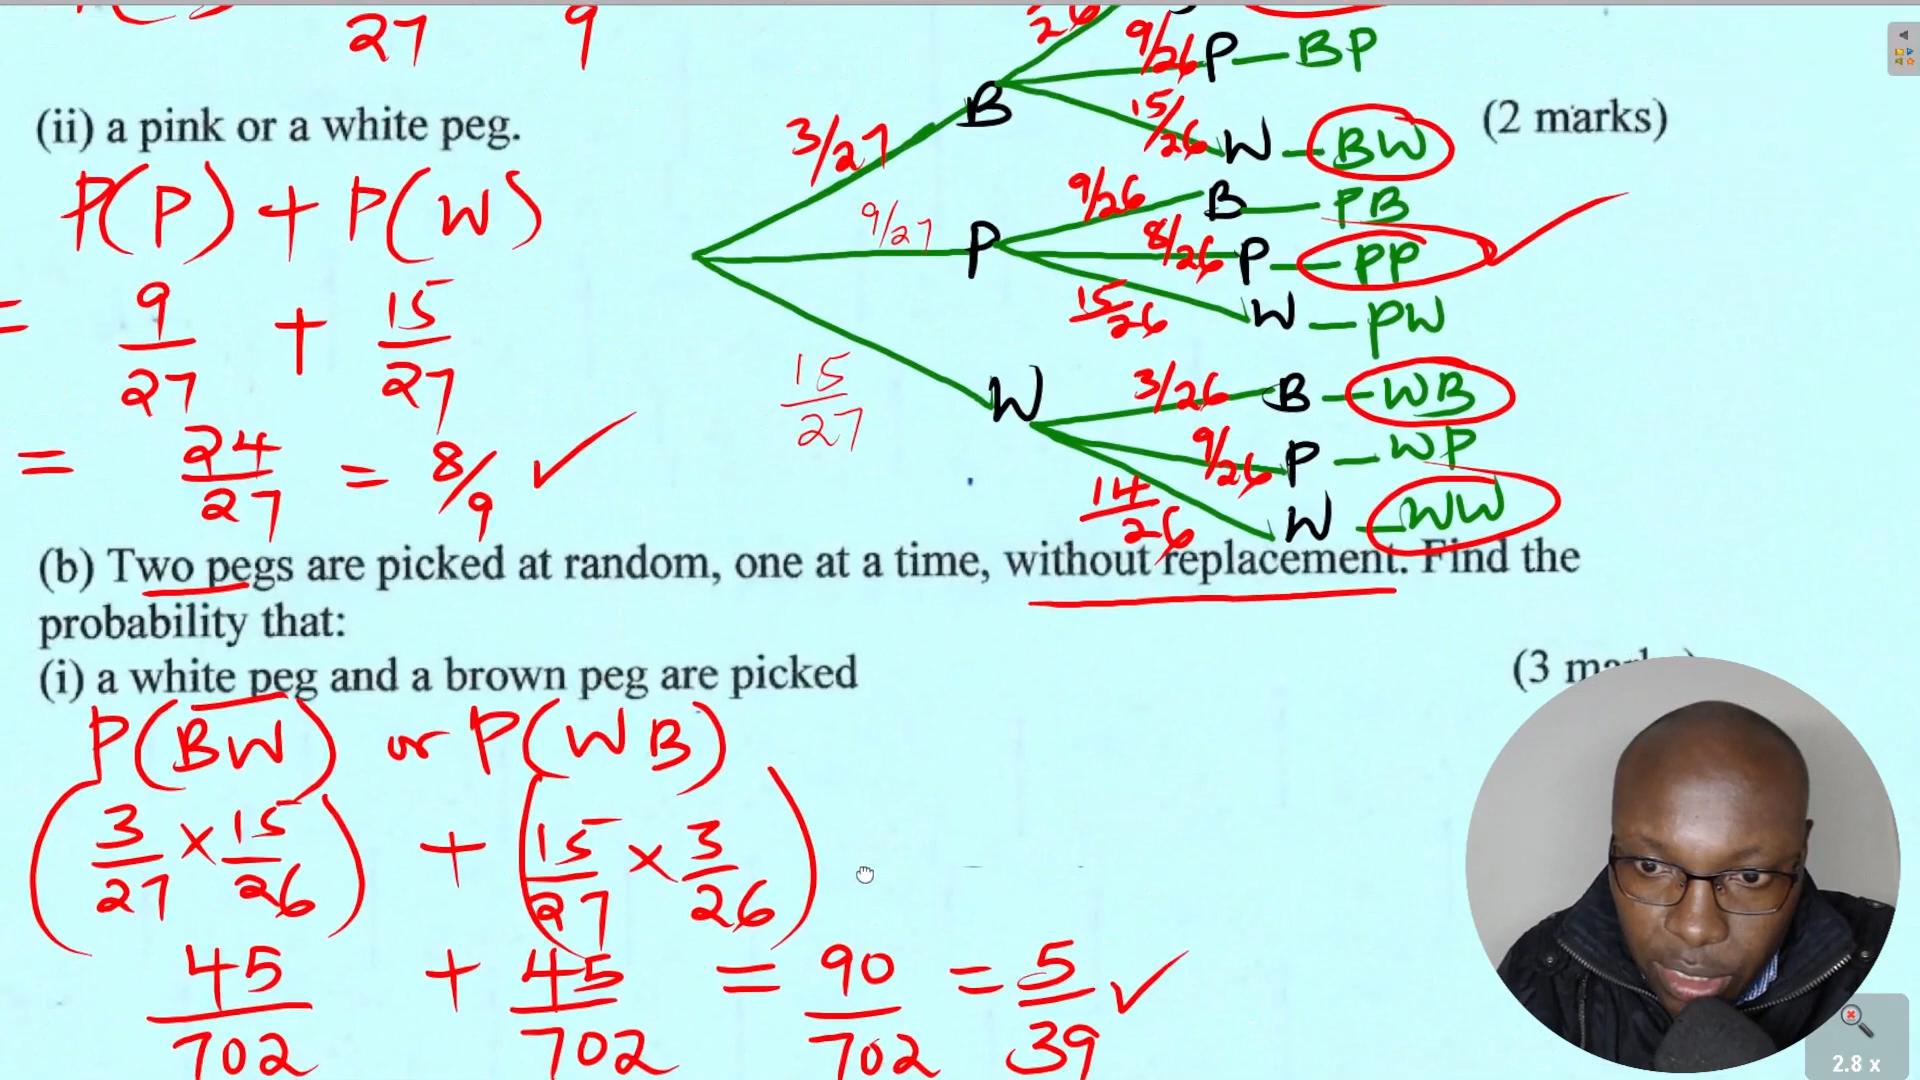 27 9
26
9/26 P — BP
(ii) a pink or a white peg.
(2 marks)
3/27 B
15/26 W — BW
P(P) + P(W)
9/27 P
9/26 B — PB
8/26 P — PP
15/26 W — PW
= 9/27 + 15/27
15/27 W
3/26 B — WB
9/26 P — WP
14/26 W — WW
= 24/27 = 8/9 ✓
(b) Two pegs are picked at random, one at a time, without replacement. Find the
probability that:
(i) a white peg and a brown peg are picked
(3
P(BW) or P(WB)
(3/27 × 15/26) + (15/27 × 3/26)
45/702 + 45/702 = 90/702 = 5/39 ✓
2.8 x